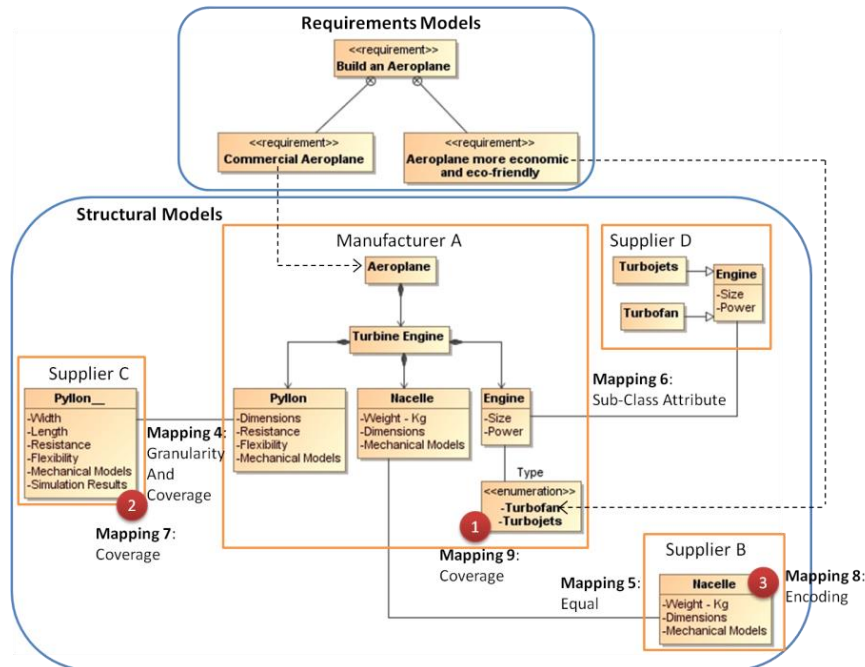 Requirements Models
<<requirement>>
Build an Aeroplane
<<requirement>>
Commercial Aeroplane
<<requirement>>
Aeroplane more economic
and eco-friendly
Structural Models
Manufacturer A
Aeroplane
Turbine Engine
Pyllon
-Dimensions
-Resistance
-Flexibility
-Mechanical Models
Nacelle
-Weight - Kg
-Dimensions
-Mechanical Models
Engine
-Size
-Power
Type
<<enumeration>>
-Turbofan
-Turbojets
1
Mapping 9:
Coverage
Supplier D
Turbojets
Turbofan
Engine
-Size
-Power
Mapping 6:
Sub-Class Attribute
Supplier C
Pyllon__
-Width
-Length
-Resistance
-Flexibility
-Mechanical Models
-Simulation Results
2
Mapping 4:
Granularity
And
Coverage
Mapping 7:
Coverage
Supplier B
Nacelle
-Weight - Kg
-Dimensions
-Mechanical Models
3
Mapping 5:
Equal
Mapping 8:
Encoding